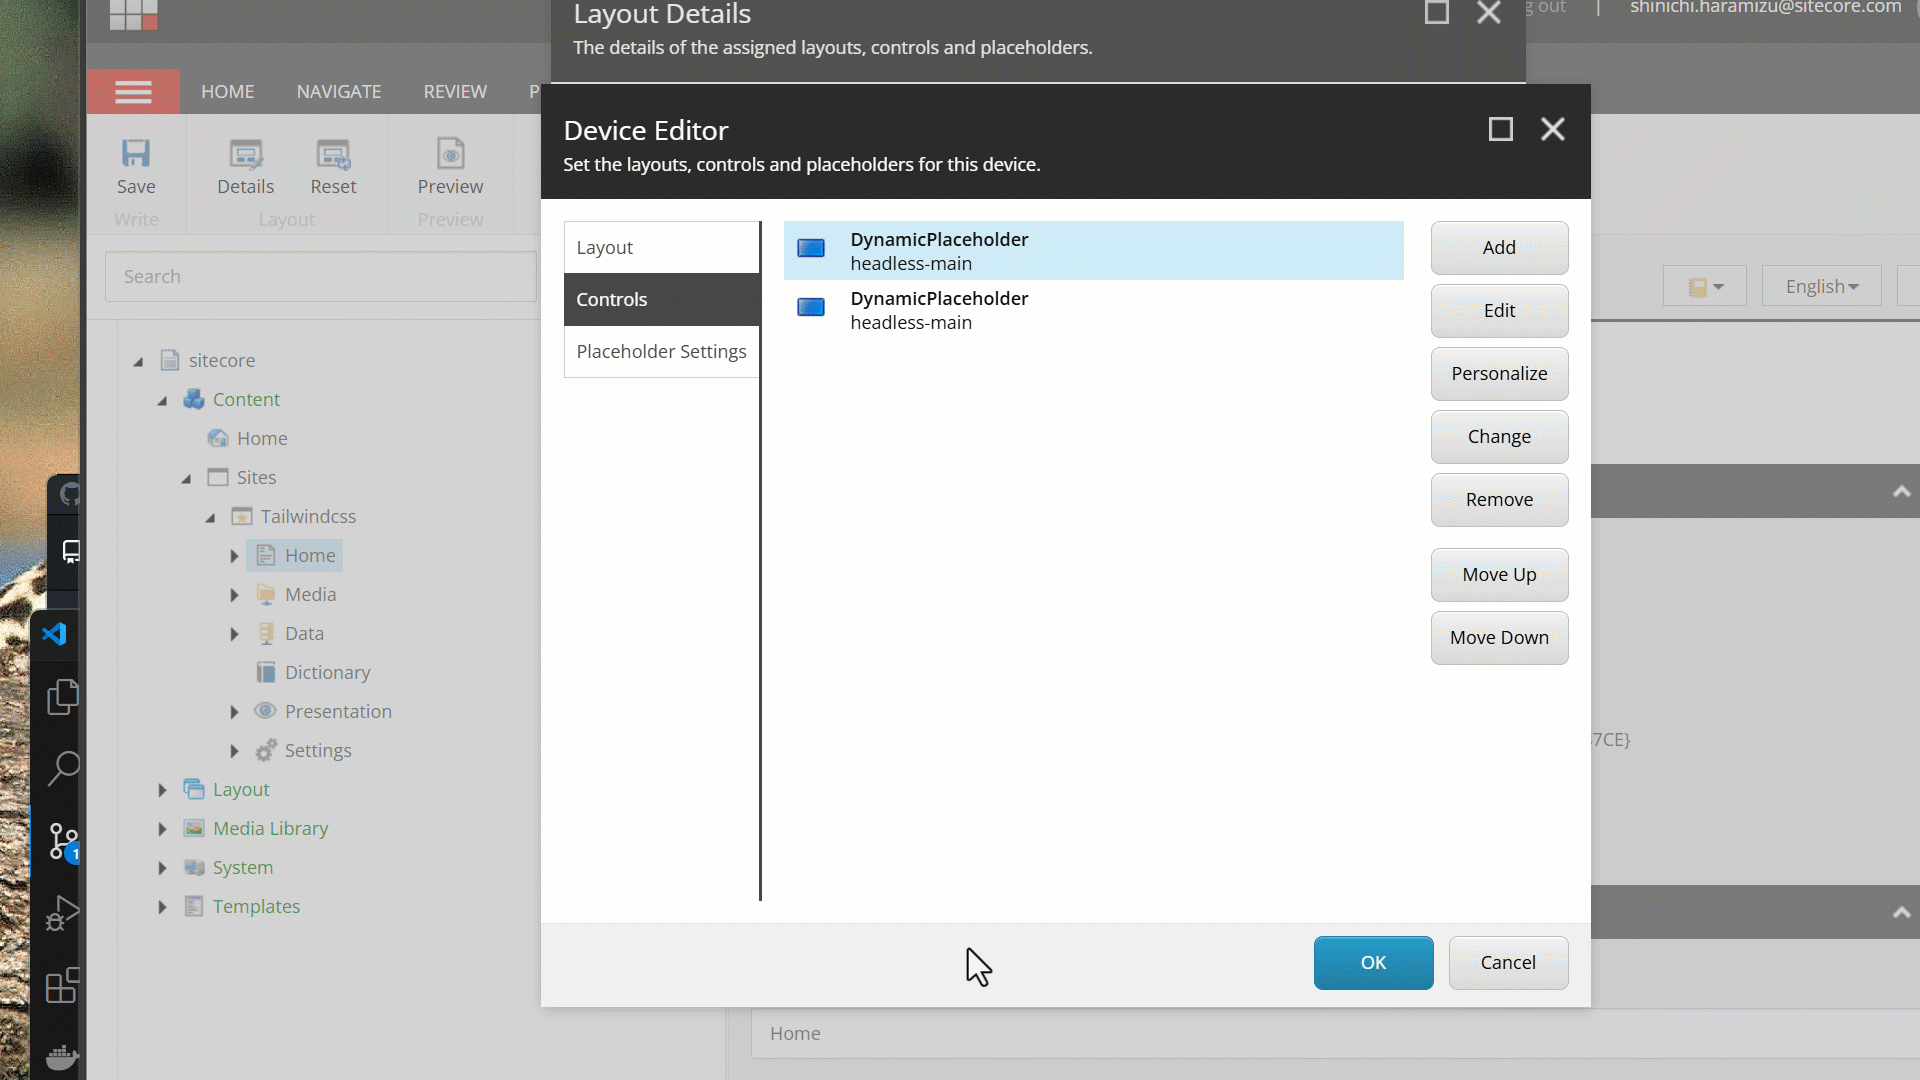 Layout Details
The details of the assigned layouts, controls and placeholders.
g out | shinichi.haramizu@sitecore.com
HOME NAVIGATE REVIEW P
Device Editor
Set the layouts, controls and placeholders for this device.
Save
Details
Reset
Preview
Write
Layout
Preview
Search
English
sitecore
Content
Home
Sites
Tailwindcss
Home
Media
Data
Dictionary
Presentation
Settings
Layout
Media Library
System
Templates
Layout
Controls
Placeholder Settings
DynamicPlaceholder
headless-main
DynamicPlaceholder
headless-main
Add
Edit
Personalize
Change
Remove
Move Up
Move Down
7CE}
OK
Cancel
Home
1